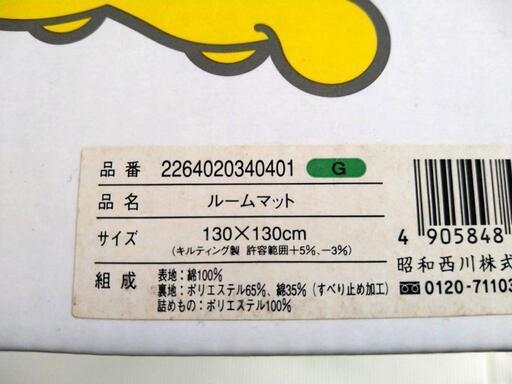 品番 2264020340401 G
品名 ルームマット
サイズ 130×130cm
(キルティング製 許容範囲+5%、-3%)
組成 表地:綿100%
裏地:ポリエステル65%、綿35%(すべり止め加工)
詰めもの:ポリエステル100%
4 905848
昭和西川株式
0120-71103